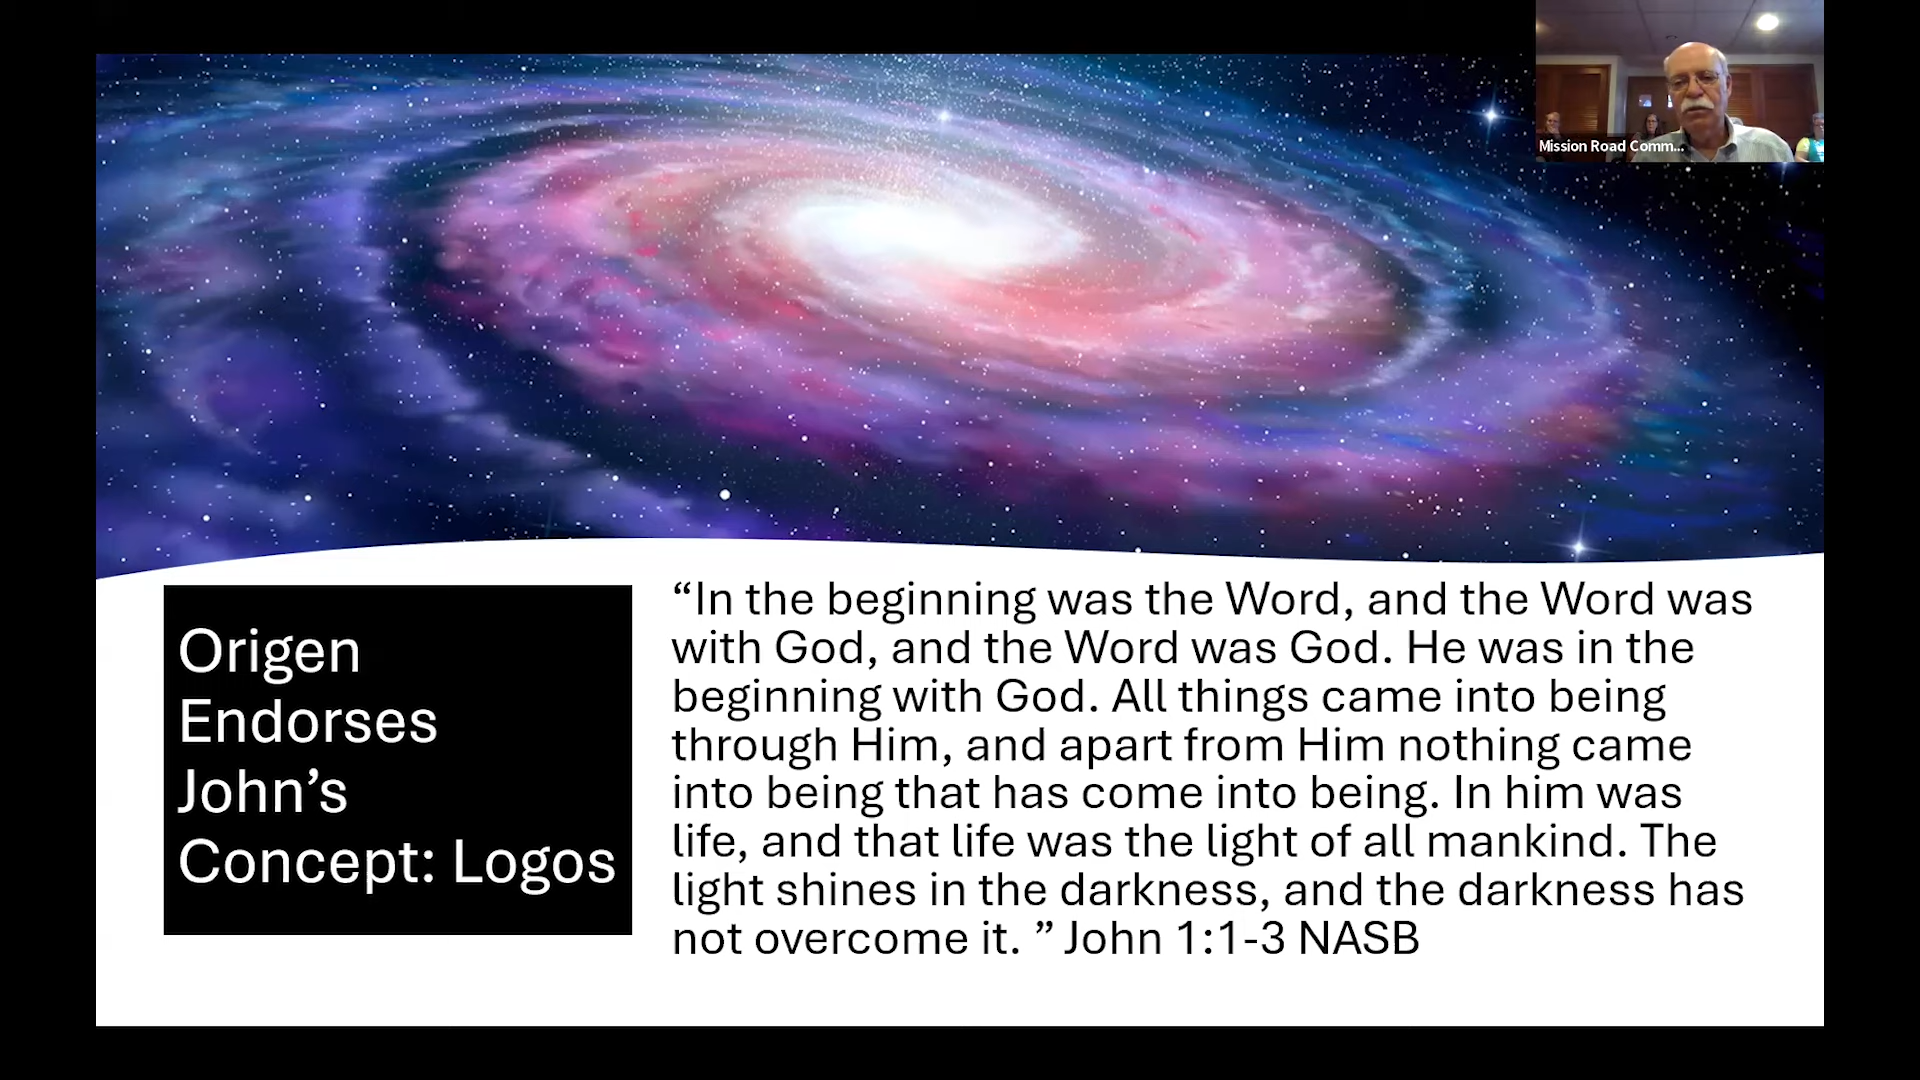 Mission Road Comm...
Origen
Endorses
John’s
Concept: Logos
“In the beginning was the Word, and the Word was
with God, and the Word was God. He was in the
beginning with God. All things came into being
through Him, and apart from Him nothing came
into being that has come into being. In him was
life, and that life was the light of all mankind. The
light shines in the darkness, and the darkness has
not overcome it. ” John 1:1-3 NASB